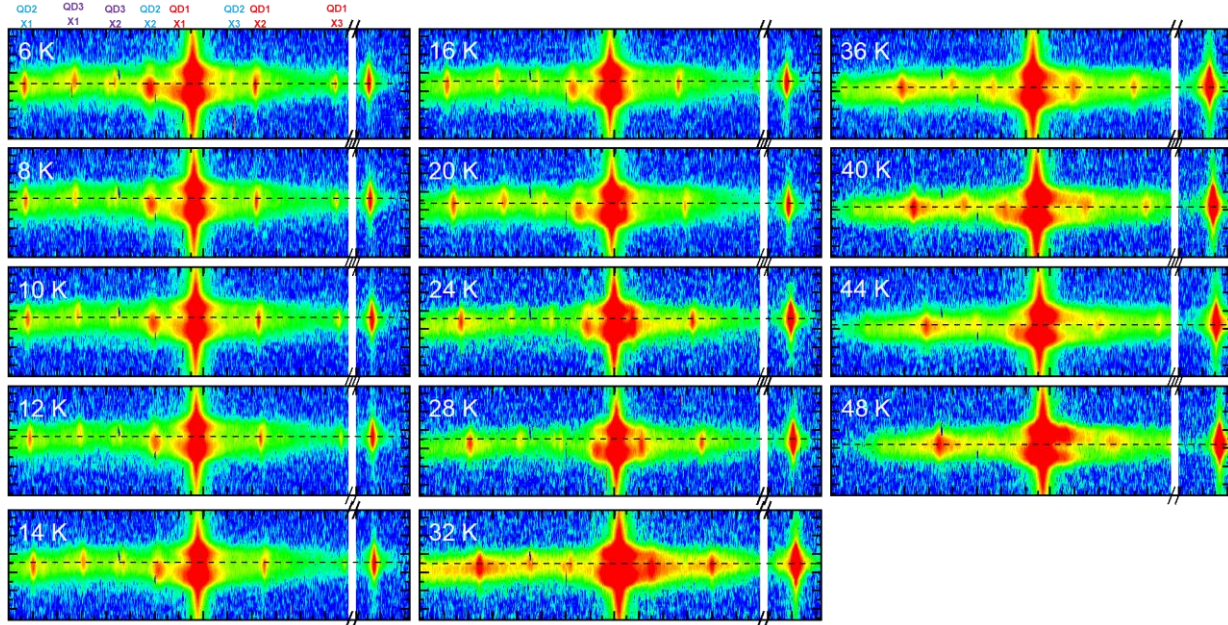 QD2 QD3 QD3 QD2 QD1 QD2 QD1 QD1
X1 X1 X2 X2 X1 X3 X2 X3
6 K 16 K 36 K
8 K 20 K 40 K
10 K 24 K 44 K
12 K 28 K 48 K
14 K 32 K